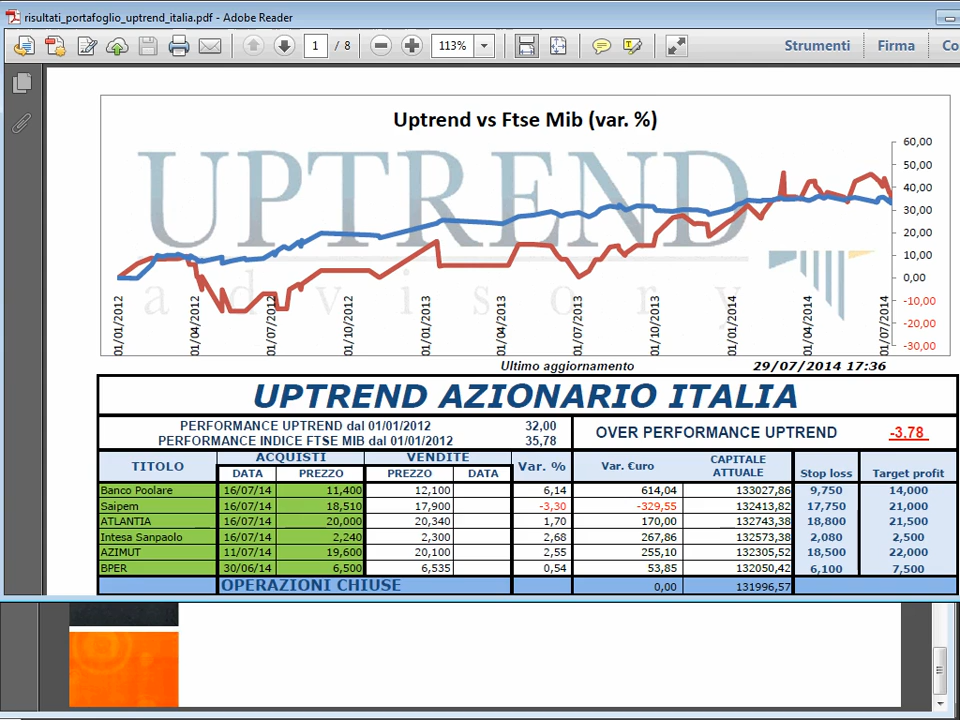 risultati_portafoglio_uptrend_italia.pdf - Adobe Reader
1 / 8 113% Strumenti Firma Co
Uptrend vs Ftse Mib (var. %)
UPTREND
advisory
60,00
50,00
40,00
30,00
20,00
10,00
0,00
-10,00
-20,00
-30,00
01/01/2012 01/04/2012 01/07/2012 01/10/2012 01/01/2013 01/04/2013 01/07/2013 01/10/2013 01/01/2014 01/04/2014 01/07/2014
Ultimo aggiornamento 29/07/2014 17:36
UPTREND AZIONARIO ITALIA
PERFORMANCE UPTREND dal 01/01/2012 32,00
PERFORMANCE INDICE FTSE MIB dal 01/01/2012 35,78
OVER PERFORMANCE UPTREND -3.78
TITOLO ACQUISTI VENDITE Var. % Var. €uro CAPITALE ATTUALE Stop loss Target profit
DATA PREZZO PREZZO DATA
Banco Poolare 16/07/14 11,400 12,100 6,14 614,04 133027,86 9,750 14,000
Saipem 16/07/14 18,510 17,900 -3,30 -329,55 132413,82 17,750 21,000
ATLANTIA 16/07/14 20,000 20,340 1,70 170,00 132743,38 18,800 21,500
Intesa Sanpaolo 16/07/14 2,240 2,300 2,68 267,86 132573,38 2,080 2,500
AZIMUT 11/07/14 19,600 20,100 2,55 255,10 132305,52 18,500 22,000
BPER 30/06/14 6,500 6,535 0,54 53,85 132050,42 6,100 7,500
OPERAZIONI CHIUSE 0,00 131996,57